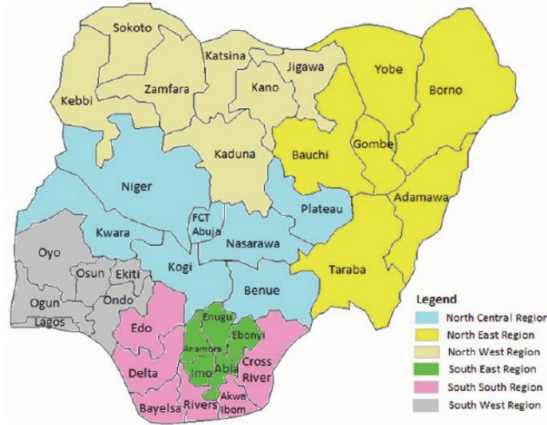 Sokoto
Katsina
Jigawa
Yobe
Borno
Zamfara
Kano
Kebbi
Kaduna
Bauchi
Gombe
Niger
Adamawa
Plateau
FCT
Abuja
Kwara
Nasarawa
Oyo
Kogi
Taraba
Osun
Ekiti
Benue
Ogun
Ondo
Lagos
Edo
Enugu
Ebonyi
Anambra
Cross
River
Delta
Imo
Abia
Bayelsa
Rivers
Akwa
Ibom
Legend
North Central Region
North East Region
North West Region
South East Region
South South Region
South West Region